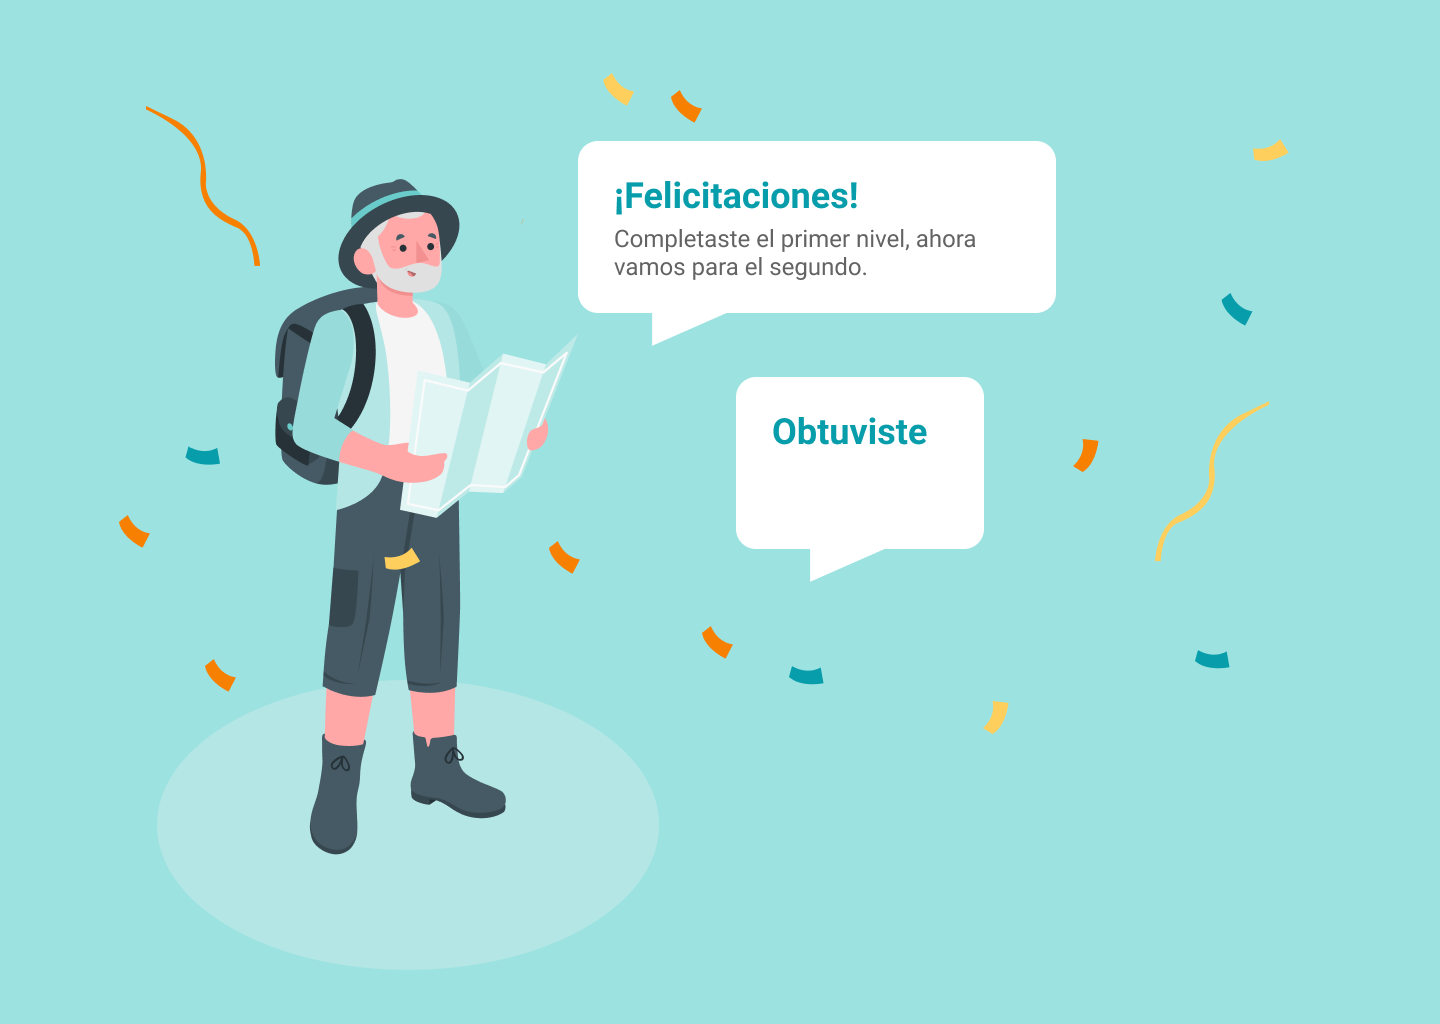 ¡Felicitaciones!
Completaste el primer nivel, ahora
vamos para el segundo.
Obtuviste